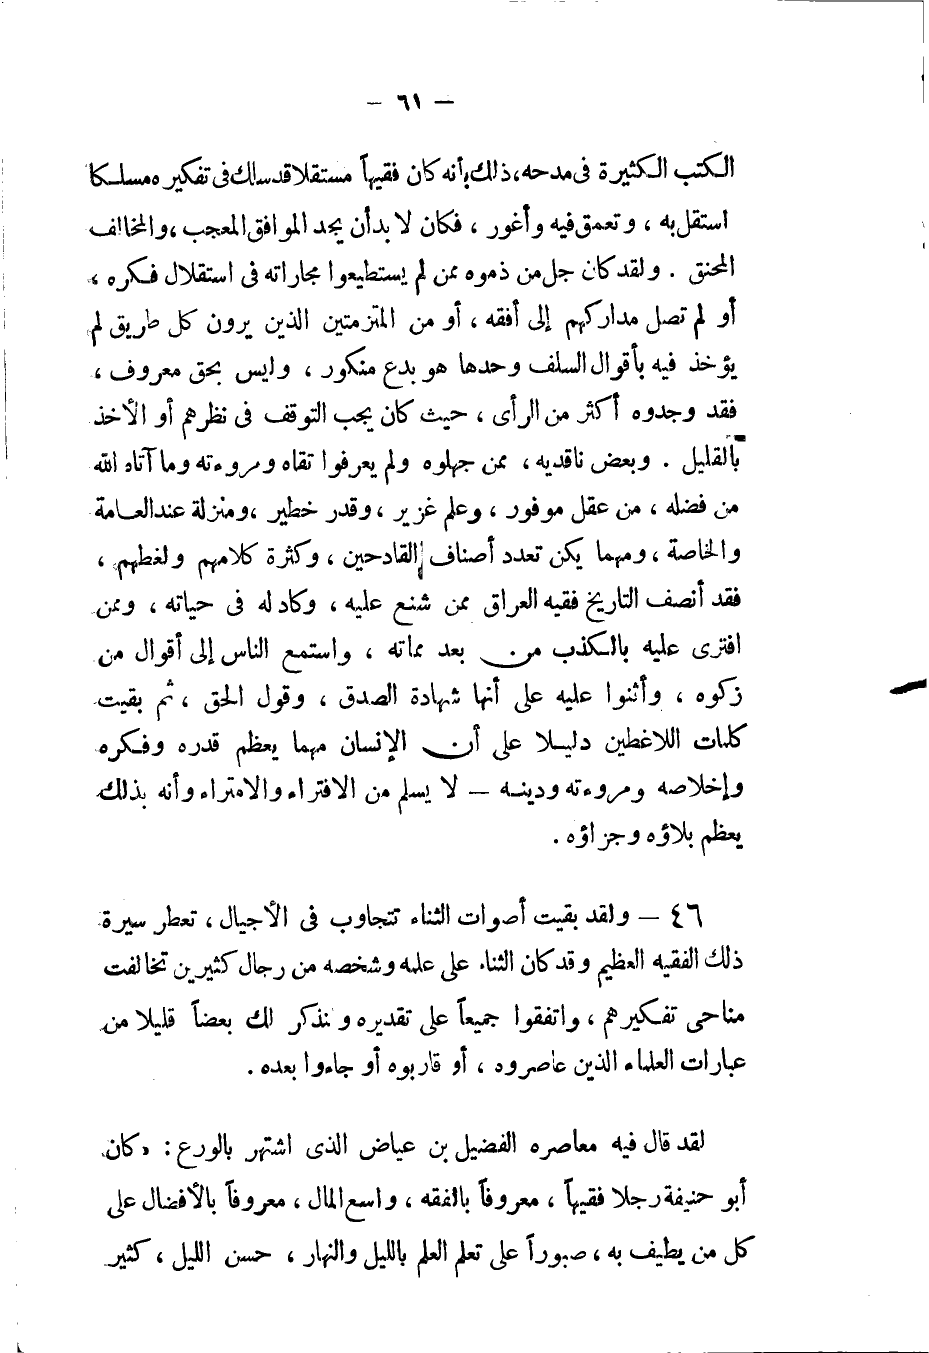 — ٦١ —
الكتب الكثيرة فى مدحه، ذلك بأنه كان فقيهاً مستقلا قد سلك فى تفكيره مسلكا
استقل به ، وتعمق فيه وأغور ، فكان لا بد أن يجد الموافق المعجب ، والمخالف
المحنق . ولقد كان جل من ذموه ممن لم يستطيعوا مجاراته فى استقلال فكره ،
أو لم تصل مداركهم إلى أفقه ، أو من المتزمتين الذين يرون كل طريق لم
يؤخذ فيه بأقوال السلف وحدها هو بدع منكور ، وليس بحق معروف ،
فقد وجدوه أكثر من الرأى ، حيث كان يجب التوقف فى نظرهم أو الأخذ
بالقليل . وبعض ناقديه ، ممن جهلوه ولم يعرفوا تقاه ومروءته وما آتاه الله
من فضله ، من عقل موفور ، وعلم غزير ، وقدر خطير ، ومنزلة عند العامة
والخاصة ، ومهما يكن تعدد أصناف القادحين ، وكثرة كلامهم ولغطهم ،
فقد أنصف التاريخ فقيه العراق ممن شنع عليه ، وكاد له فى حياته ، وممن
افترى عليه بالكذب من بعد مماته ، واستمع الناس إلى أقوال من
زكوه ، وأثنوا عليه على أنها شهادة الصدق ، وقول الحق ، ثم بقيت
كلمات اللاغطين دليلا على أن الإنسان مهما يعظم قدره وفكره
وإخلاصه ومروءته ودينه — لا يسلم من الافتراء والامتراء وأنه بذلك
يعظم بلاؤه وجزاؤه .
٤٦ — ولقد بقيت أصوات الثناء تتجاوب فى الأجيال ، تعطر سيرة
ذلك الفقيه العظيم وقد كان الثناء على علمه وشخصه من رجال كثيرين تخالفت
مناحى تفكيرهم ، واتفقوا جميعاً على تقديره ونذكر لك بعضاً قليلا من
عبارات العلماء الذين عاصروه ، أو قاربوه أو جاءوا بعده .
لقد قال فيه معاصره الفضيل بن عياض الذى اشتهر بالورع : «كان
أبو حنيفة رجلا فقيهاً ، معروفاً بالفقه ، واسع المال ، معروفاً بالأفضال على
كل من يطيف به ، صبوراً على تعلم العلم بالليل والنهار ، حسن الليل ، كثير